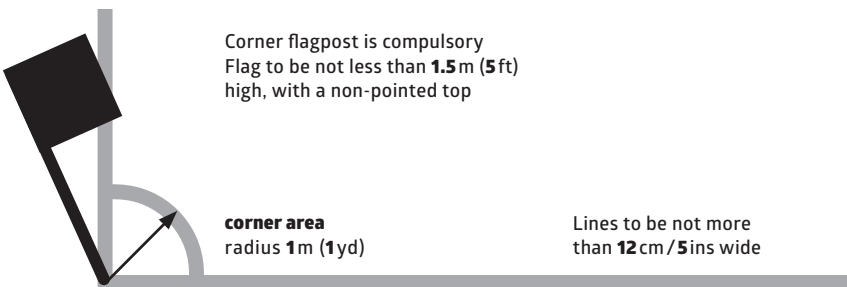 Corner flagpost is compulsory
Flag to be not less than 1.5 m (5 ft)
high, with a non-pointed top
corner area
radius 1 m (1 yd)
Lines to be not more
than 12 cm / 5 ins wide